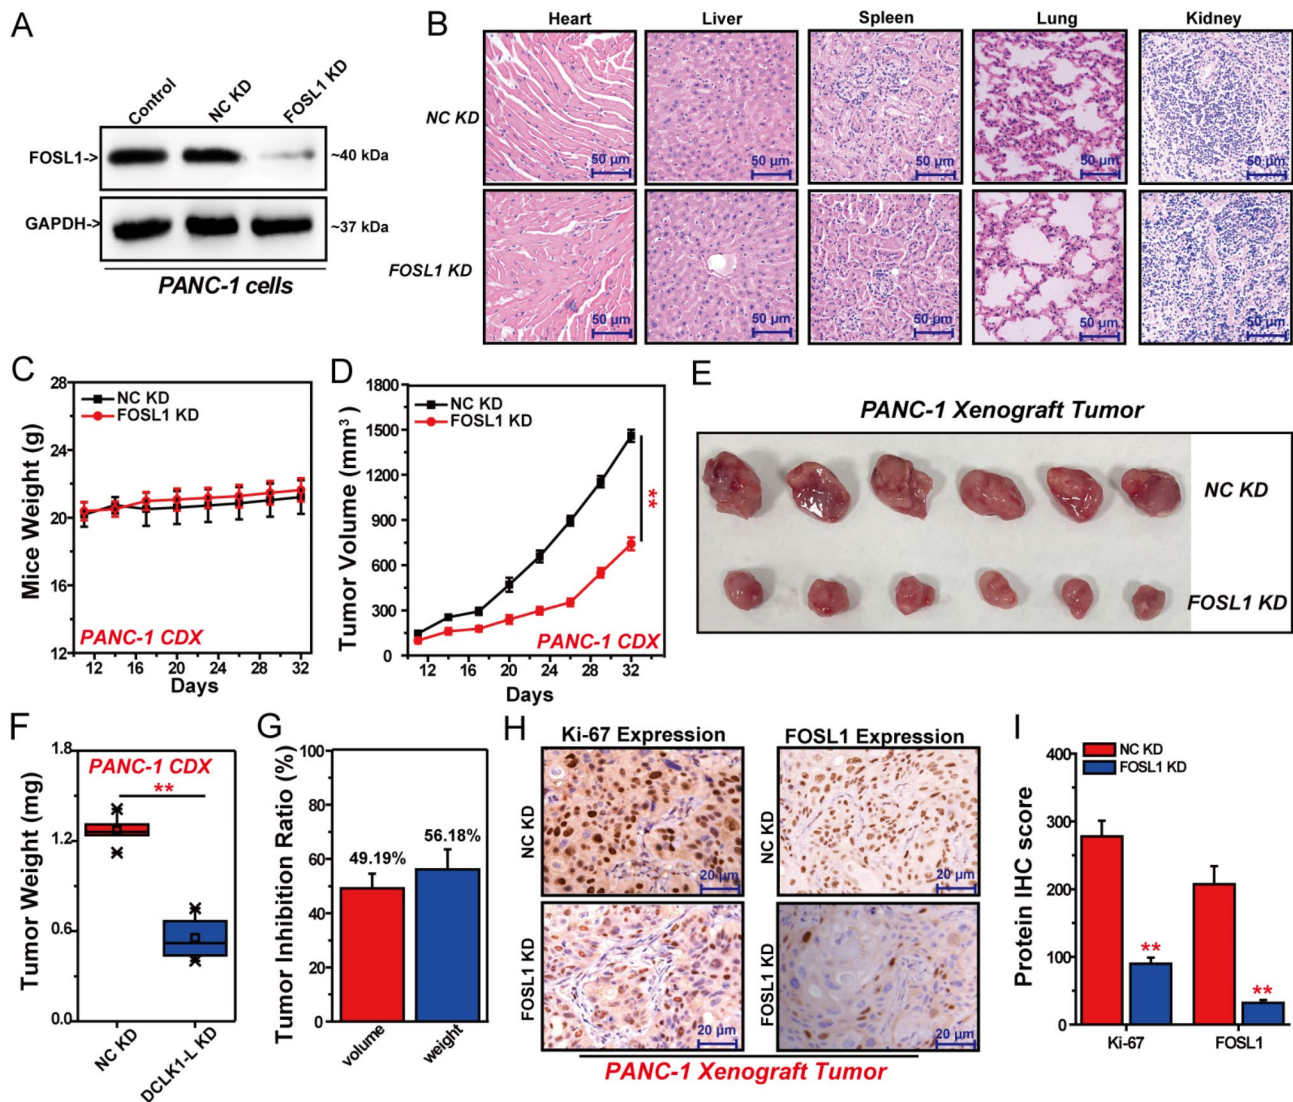 A
Control
NC KD
FOSL1 KD
FOSL1->
~40 kDa
GAPDH->
~37 kDa
PANC-1 cells
B
Heart
Liver
Spleen
Lung
Kidney
NC KD
50 μm
50 μm
50 μm
50 μm
50 μm
FOSL1 KD
50 μm
50 μm
50 μm
50 μm
50 μm
C
Mice Weight (g)
28
24
20
16
12
NC KD
FOSL1 KD
PANC-1 CDX
12 16 20 24 28 32
Days
D
Tumor Volume (mm³)
1800
1500
1200
900
600
300
0
NC KD
FOSL1 KD
**
PANC-1 CDX
12 16 20 24 28 32
Days
E
PANC-1 Xenograft Tumor
NC KD
FOSL1 KD
F
Tumor Weight (mg)
1.8
1.2
0.6
0.0
PANC-1 CDX
**
NC KD
DCLK1-L KD
G
Tumor Inhibition Ratio (%)
100
80
60
40
20
0
49.19%
56.18%
volume
weight
H
Ki-67 Expression
FOSL1 Expression
NC KD
20 μm
NC KD
20 μm
FOSL1 KD
20 μm
FOSL1 KD
20 μm
PANC-1 Xenograft Tumor
I
Protein IHC score
400
300
200
100
0
NC KD
FOSL1 KD
**
**
Ki-67
FOSL1